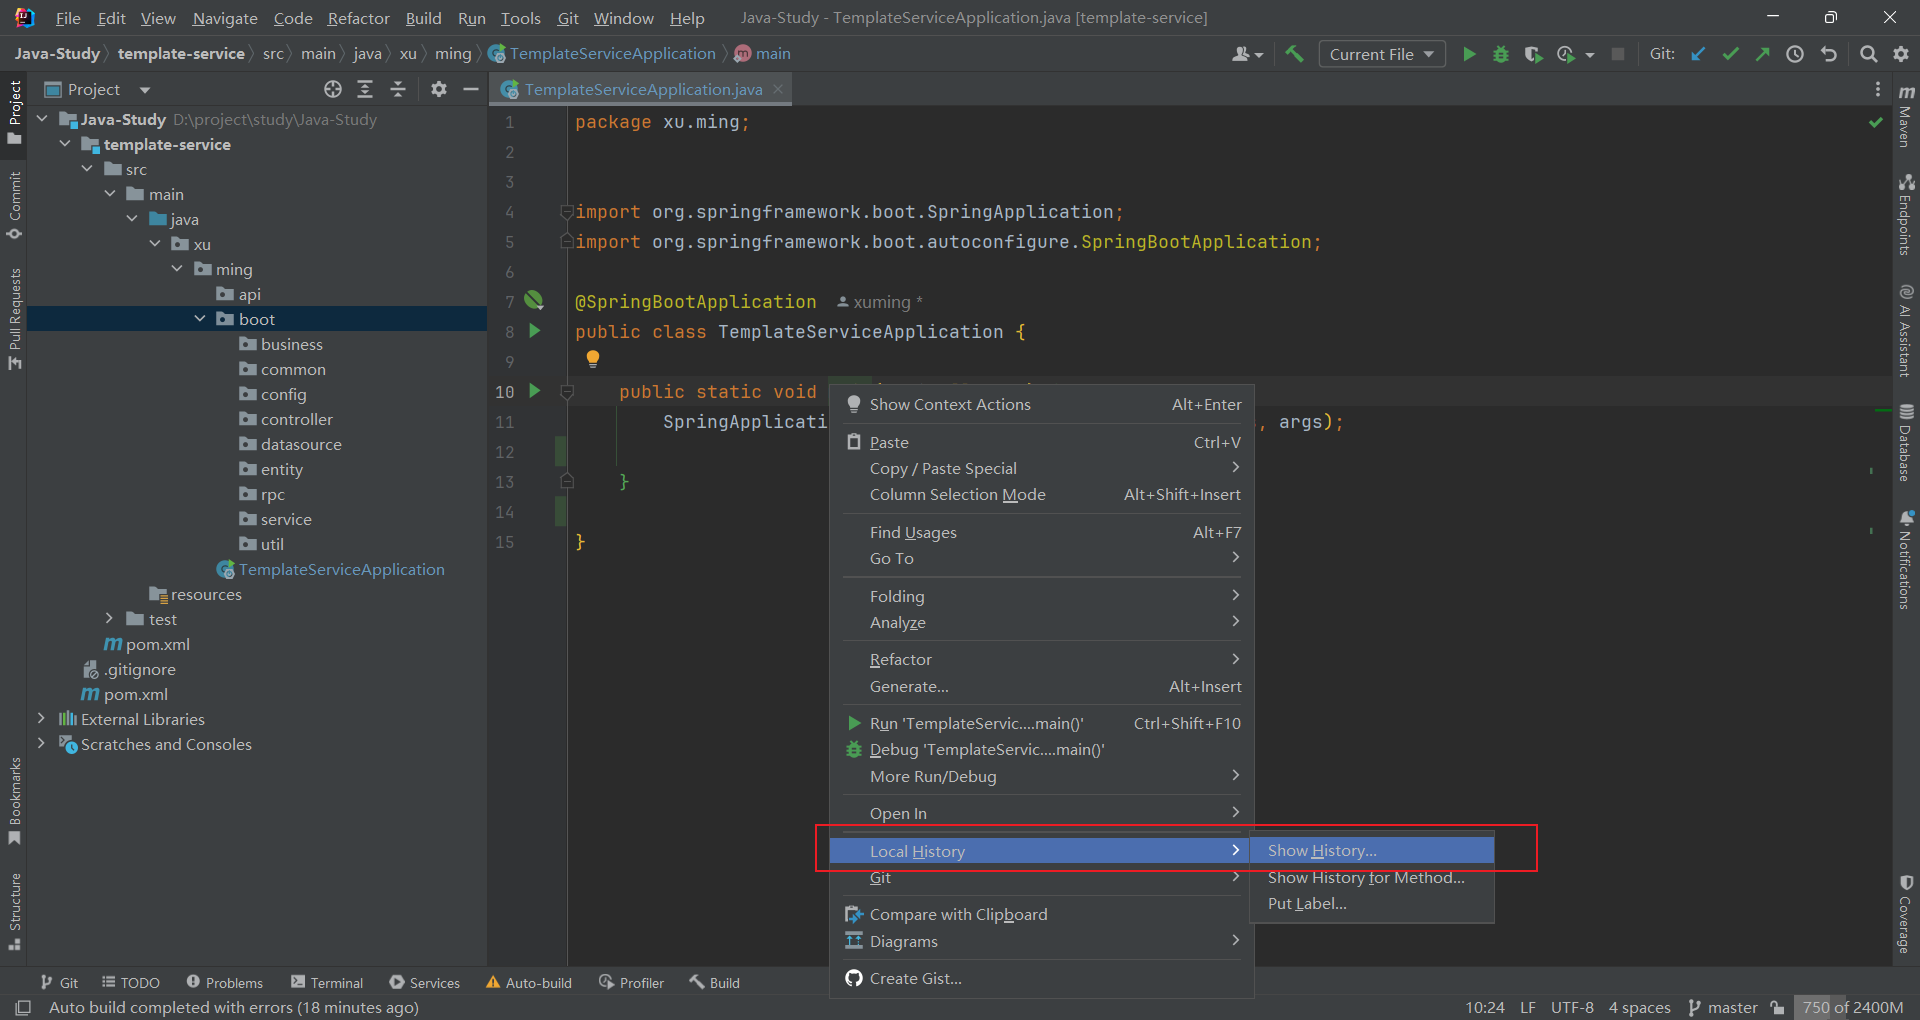 File Edit View Navigate Code Refactor Build Run Tools Git Window Help Java-Study - TemplateServiceApplication.java [template-service]
Java-Study template-service src main java xu ming TemplateServiceApplication main Current File Git:
Project
TemplateServiceApplication.java
Java-Study D:\project\study\Java-Study
template-service
src
main
java
xu
ming
api
boot
business
common
config
controller
datasource
entity
rpc
service
util
TemplateServiceApplication
resources
test
pom.xml
.gitignore
pom.xml
External Libraries
Scratches and Consoles
1 package xu.ming;
2
3
4 import org.springframework.boot.SpringApplication;
5 import org.springframework.boot.autoconfigure.SpringBootApplication;
6
7 @SpringBootApplication xuming *
8 public class TemplateServiceApplication {
9
10 public static void
11 SpringApplicati , args);
12
13 }
14
15 }
Show Context Actions Alt+Enter
Paste Ctrl+V
Copy / Paste Special
Column Selection Mode Alt+Shift+Insert
Find Usages Alt+F7
Go To
Folding
Analyze
Refactor
Generate... Alt+Insert
Run 'TemplateServic....main()' Ctrl+Shift+F10
Debug 'TemplateServic....main()'
More Run/Debug
Open In
Local History
Git
Compare with Clipboard
Diagrams
Create Gist...
Show History...
Show History for Method...
Put Label...
Project
Commit
Pull Requests
Bookmarks
Structure
Maven
Endpoints
AI Assistant
Database
Notifications
Coverage
Git TODO Problems Terminal Services Auto-build Profiler Build
Auto build completed with errors (18 minutes ago) 10:24 LF UTF-8 4 spaces master 750 of 2400M